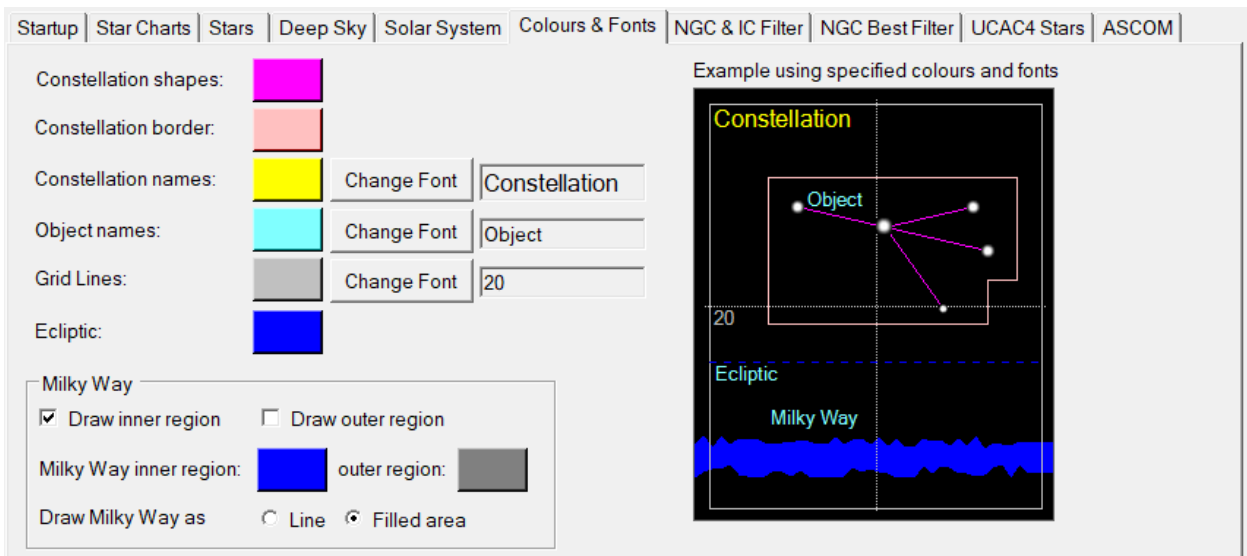 Startup Star Charts Stars Deep Sky Solar System Colours & Fonts NGC & IC Filter NGC Best Filter UCAC4 Stars ASCOM
Constellation shapes:
Constellation border:
Constellation names: Change Font Constellation
Object names: Change Font Object
Grid Lines: Change Font 20
Ecliptic:
Milky Way
Draw inner region Draw outer region
Milky Way inner region: outer region:
Draw Milky Way as Line Filled area
Example using specified colours and fonts
Constellation
Object
20
Ecliptic
Milky Way